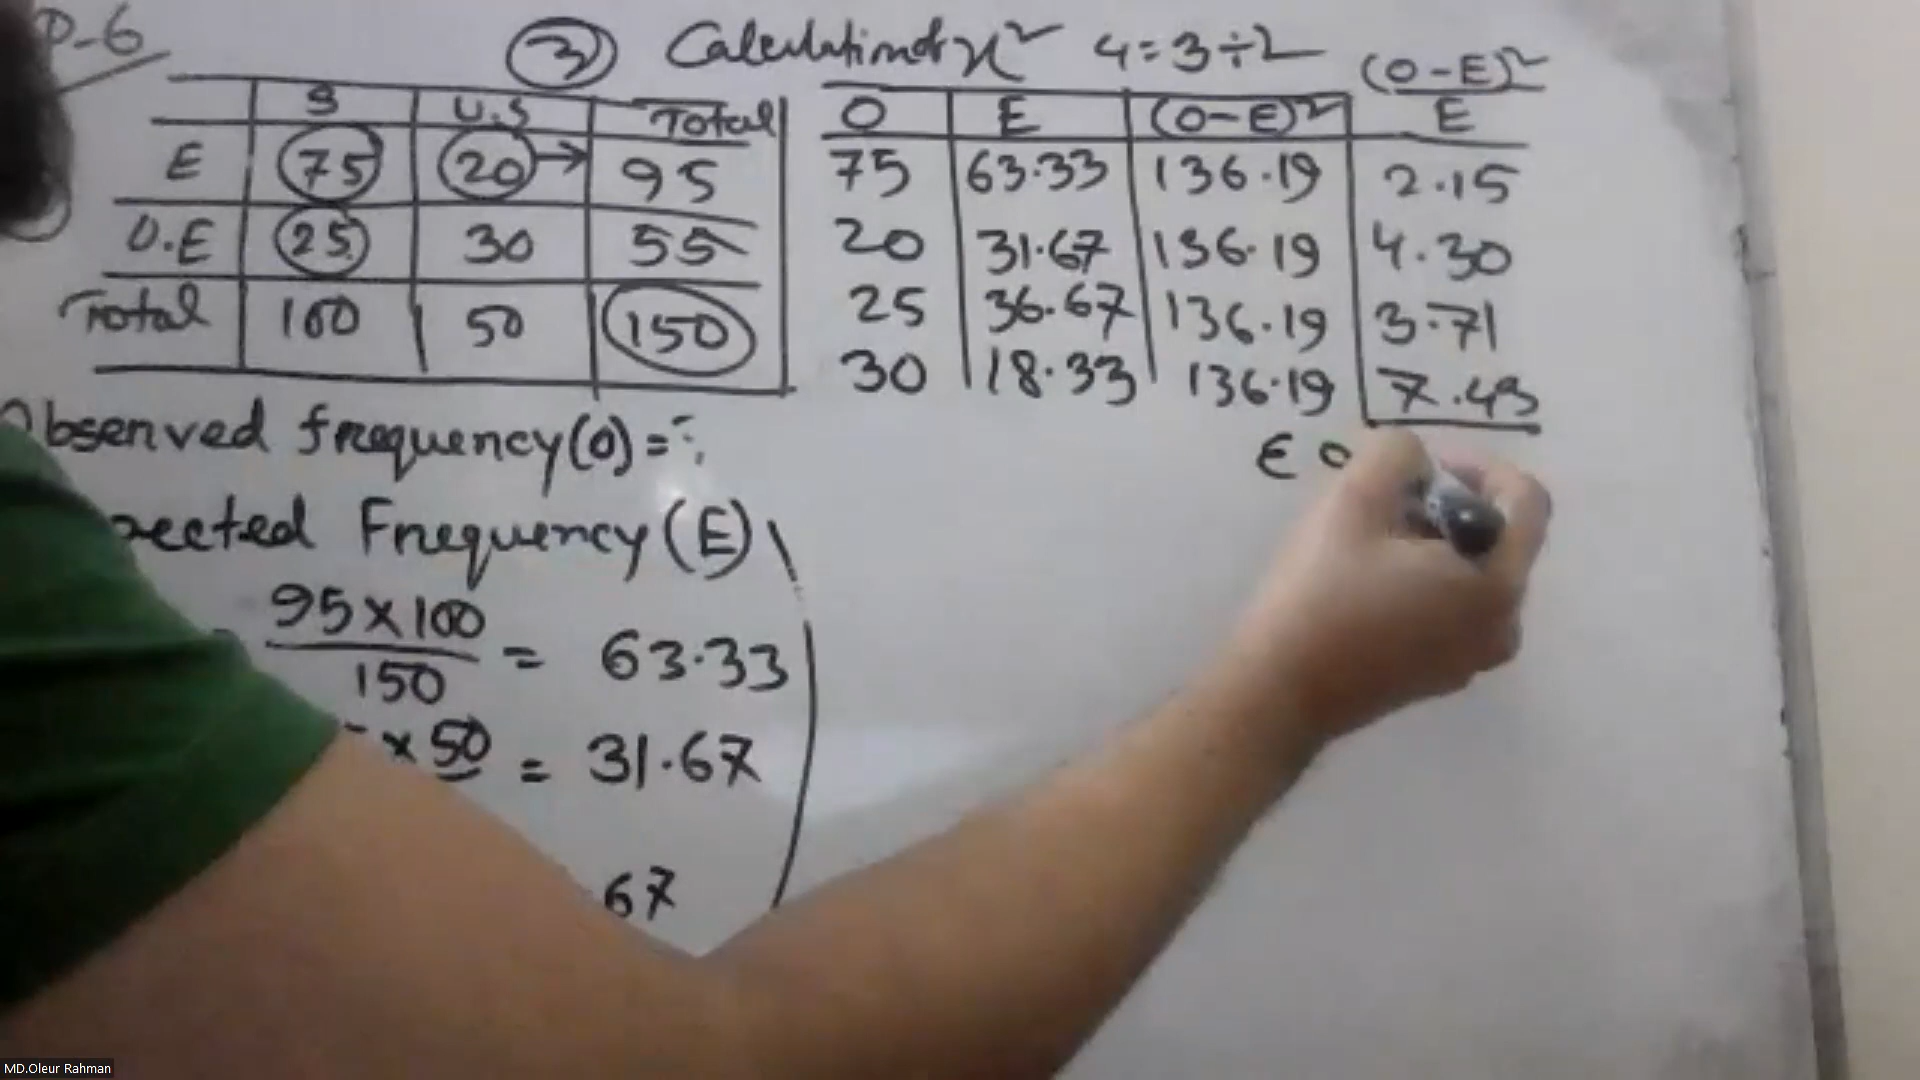 P-6
③ Calculation of x² 4=3÷2
S U.S Total
E 75 20 → 95
U.E 25 30 55
Total 100 50 150
O E (O-E)² (O-E)²/E
75 63.33 136.19 2.15
20 31.67 136.19 4.30
25 36.67 136.19 3.71
30 18.33 136.19 7.43
Observed frequency(O) =
Frequency (E)
95×100/150 = 63.33
×50 = 31.67
67
MD.Oleur Rahman